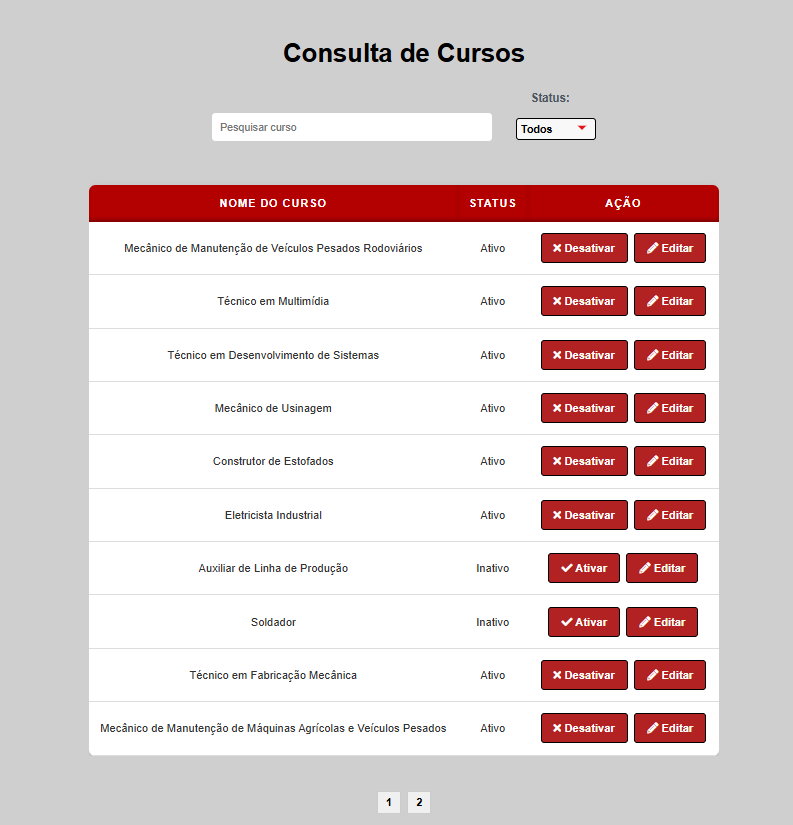 Consulta de Cursos
Status:
Pesquisar curso
Todos
NOME DO CURSO STATUS AÇÃO
Mecânico de Manutenção de Veículos Pesados Rodoviários Ativo Desativar Editar
Técnico em Multimídia Ativo Desativar Editar
Técnico em Desenvolvimento de Sistemas Ativo Desativar Editar
Mecânico de Usinagem Ativo Desativar Editar
Construtor de Estofados Ativo Desativar Editar
Eletricista Industrial Ativo Desativar Editar
Auxiliar de Linha de Produção Inativo Ativar Editar
Soldador Inativo Ativar Editar
Técnico em Fabricação Mecânica Ativo Desativar Editar
Mecânico de Manutenção de Máquinas Agrícolas e Veículos Pesados Ativo Desativar Editar
1 2